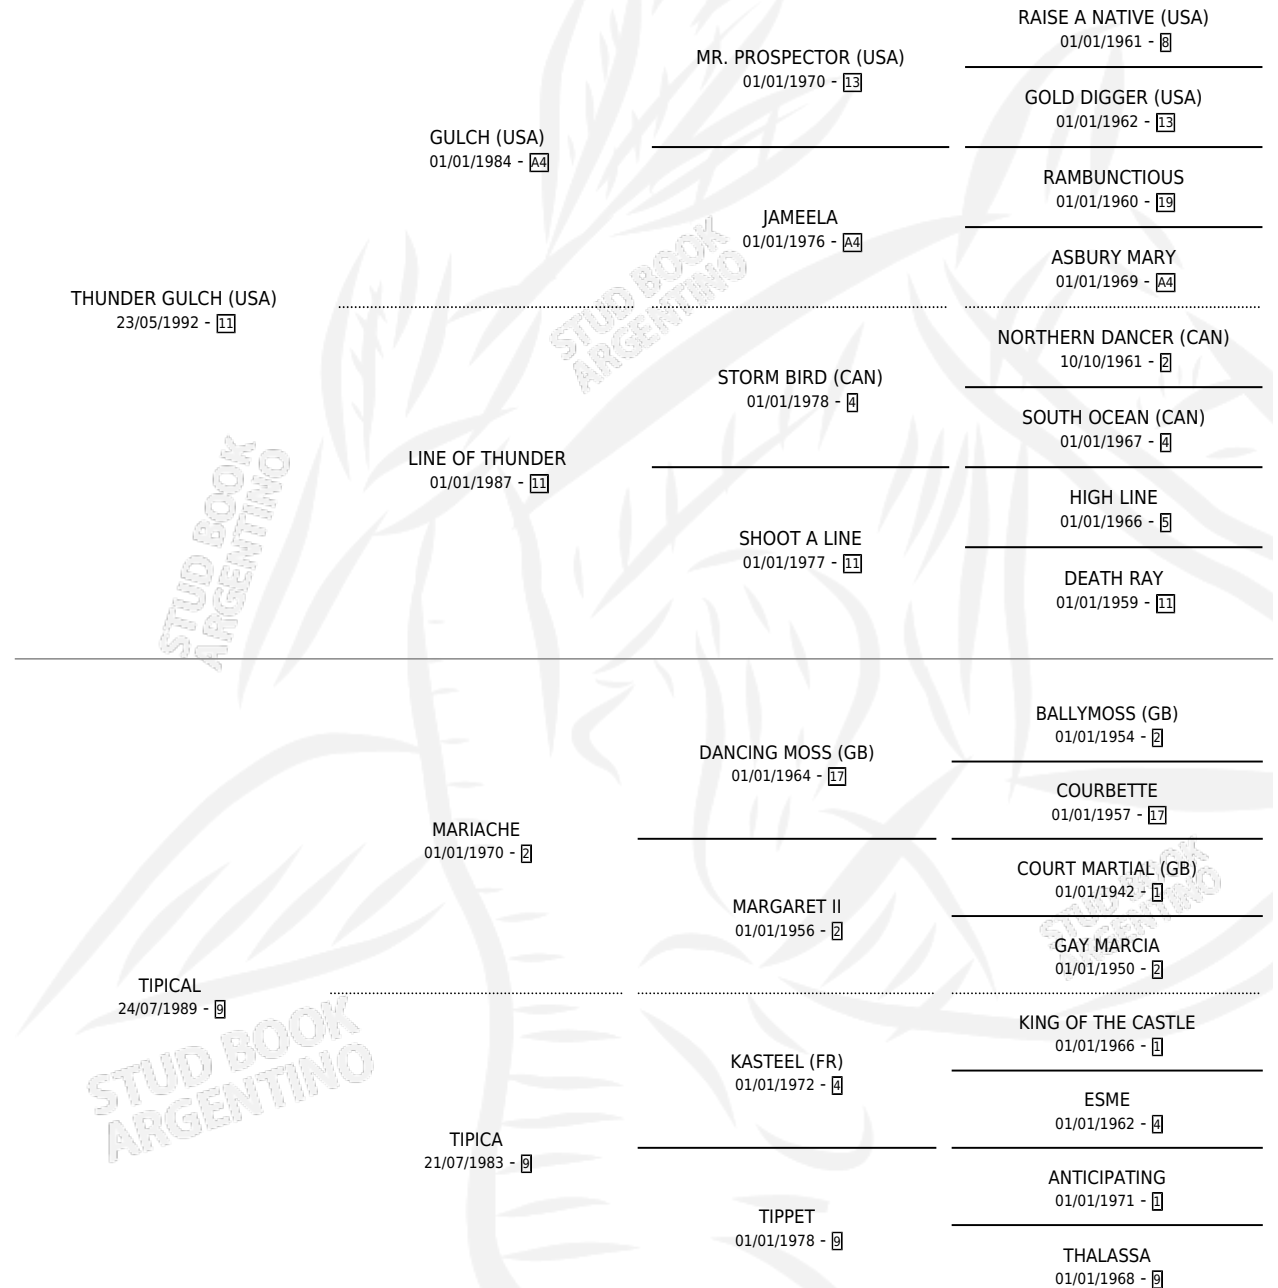 RAISE A NATIVE (USA)
01/01/1961 - 8
MR. PROSPECTOR (USA)
01/01/1970 - 13
GOLD DIGGER (USA)
01/01/1962 - 13
GULCH (USA)
01/01/1984 - A4
RAMBUNCTIOUS
01/01/1960 - 19
JAMEELA
01/01/1976 - A4
ASBURY MARY
01/01/1969 - A4
THUNDER GULCH (USA)
23/05/1992 - 11
NORTHERN DANCER (CAN)
10/10/1961 - 2
STORM BIRD (CAN)
01/01/1978 - 4
SOUTH OCEAN (CAN)
01/01/1967 - 4
LINE OF THUNDER
01/01/1987 - 11
HIGH LINE
01/01/1966 - 5
SHOOT A LINE
01/01/1977 - 11
DEATH RAY
01/01/1959 - 11
BALLYMOSS (GB)
01/01/1954 - 2
DANCING MOSS (GB)
01/01/1964 - 17
COURBETTE
01/01/1957 - 17
MARIACHE
01/01/1970 - 2
COURT MARTIAL (GB)
01/01/1942 - 1
MARGARET II
01/01/1956 - 2
GAY MARCIA
01/01/1950 - 2
TIPICAL
24/07/1989 - 9
KING OF THE CASTLE
01/01/1966 - 1
KASTEEL (FR)
01/01/1972 - 4
ESME
01/01/1962 - 4
TIPICA
21/07/1983 - 9
ANTICIPATING
01/01/1971 - 1
TIPPET
01/01/1978 - 9
THALASSA
01/01/1968 - 9
STUD BOOK
ARGENTINO
STUD BOOK
ARGENTINO
STUD BOOK
ARGENTINO
STUD BOOK
ARGENTINO